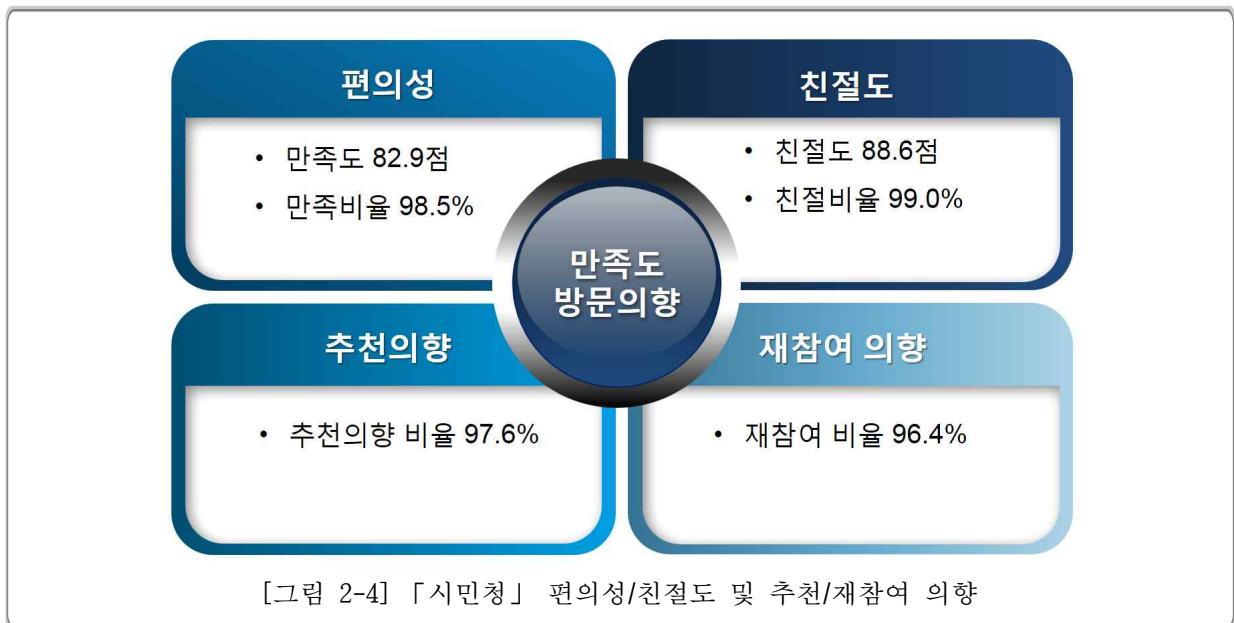 편의성
• 만족도 82.9점
• 만족비율 98.5%
친절도
• 친절도 88.6점
• 친절비율 99.0%
만족도
방문의향
추천의향
• 추천의향 비율 97.6%
재참여 의향
• 재참여 비율 96.4%
[그림 2-4] 「시민청」 편의성/친절도 및 추천/재참여 의향